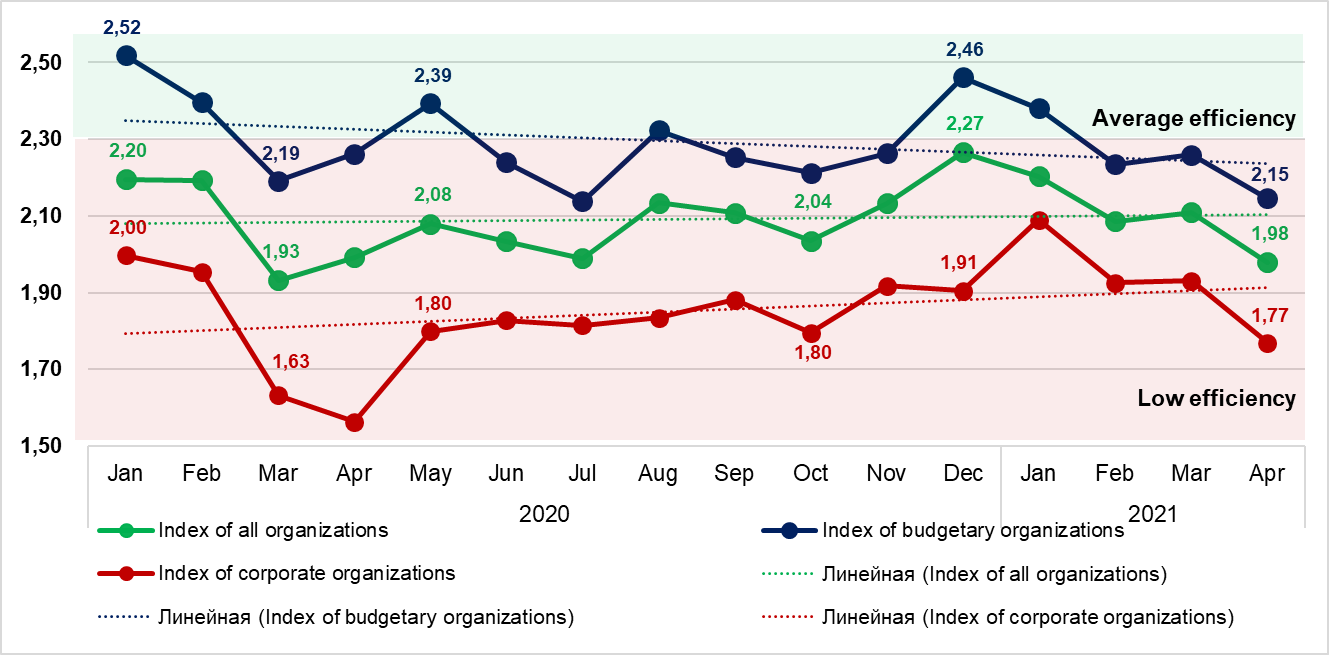 2,52
2,50
2,39
2,46
Average efficiency
2,30
2,20
2,19
2,27
2,15
2,08
2,04
2,10
2,00
1,93
1,98
1,90
1,80
1,91
1,77
1,70
1,63
1,80
Low efficiency
1,50
Jan Feb Mar Apr May Jun Jul Aug Sep Oct Nov Dec Jan Feb Mar Apr
2020 2021
Index of all organizations
Index of budgetary organizations
Index of corporate organizations
Линейная (Index of all organizations)
Линейная (Index of budgetary organizations)
Линейная (Index of corporate organizations)